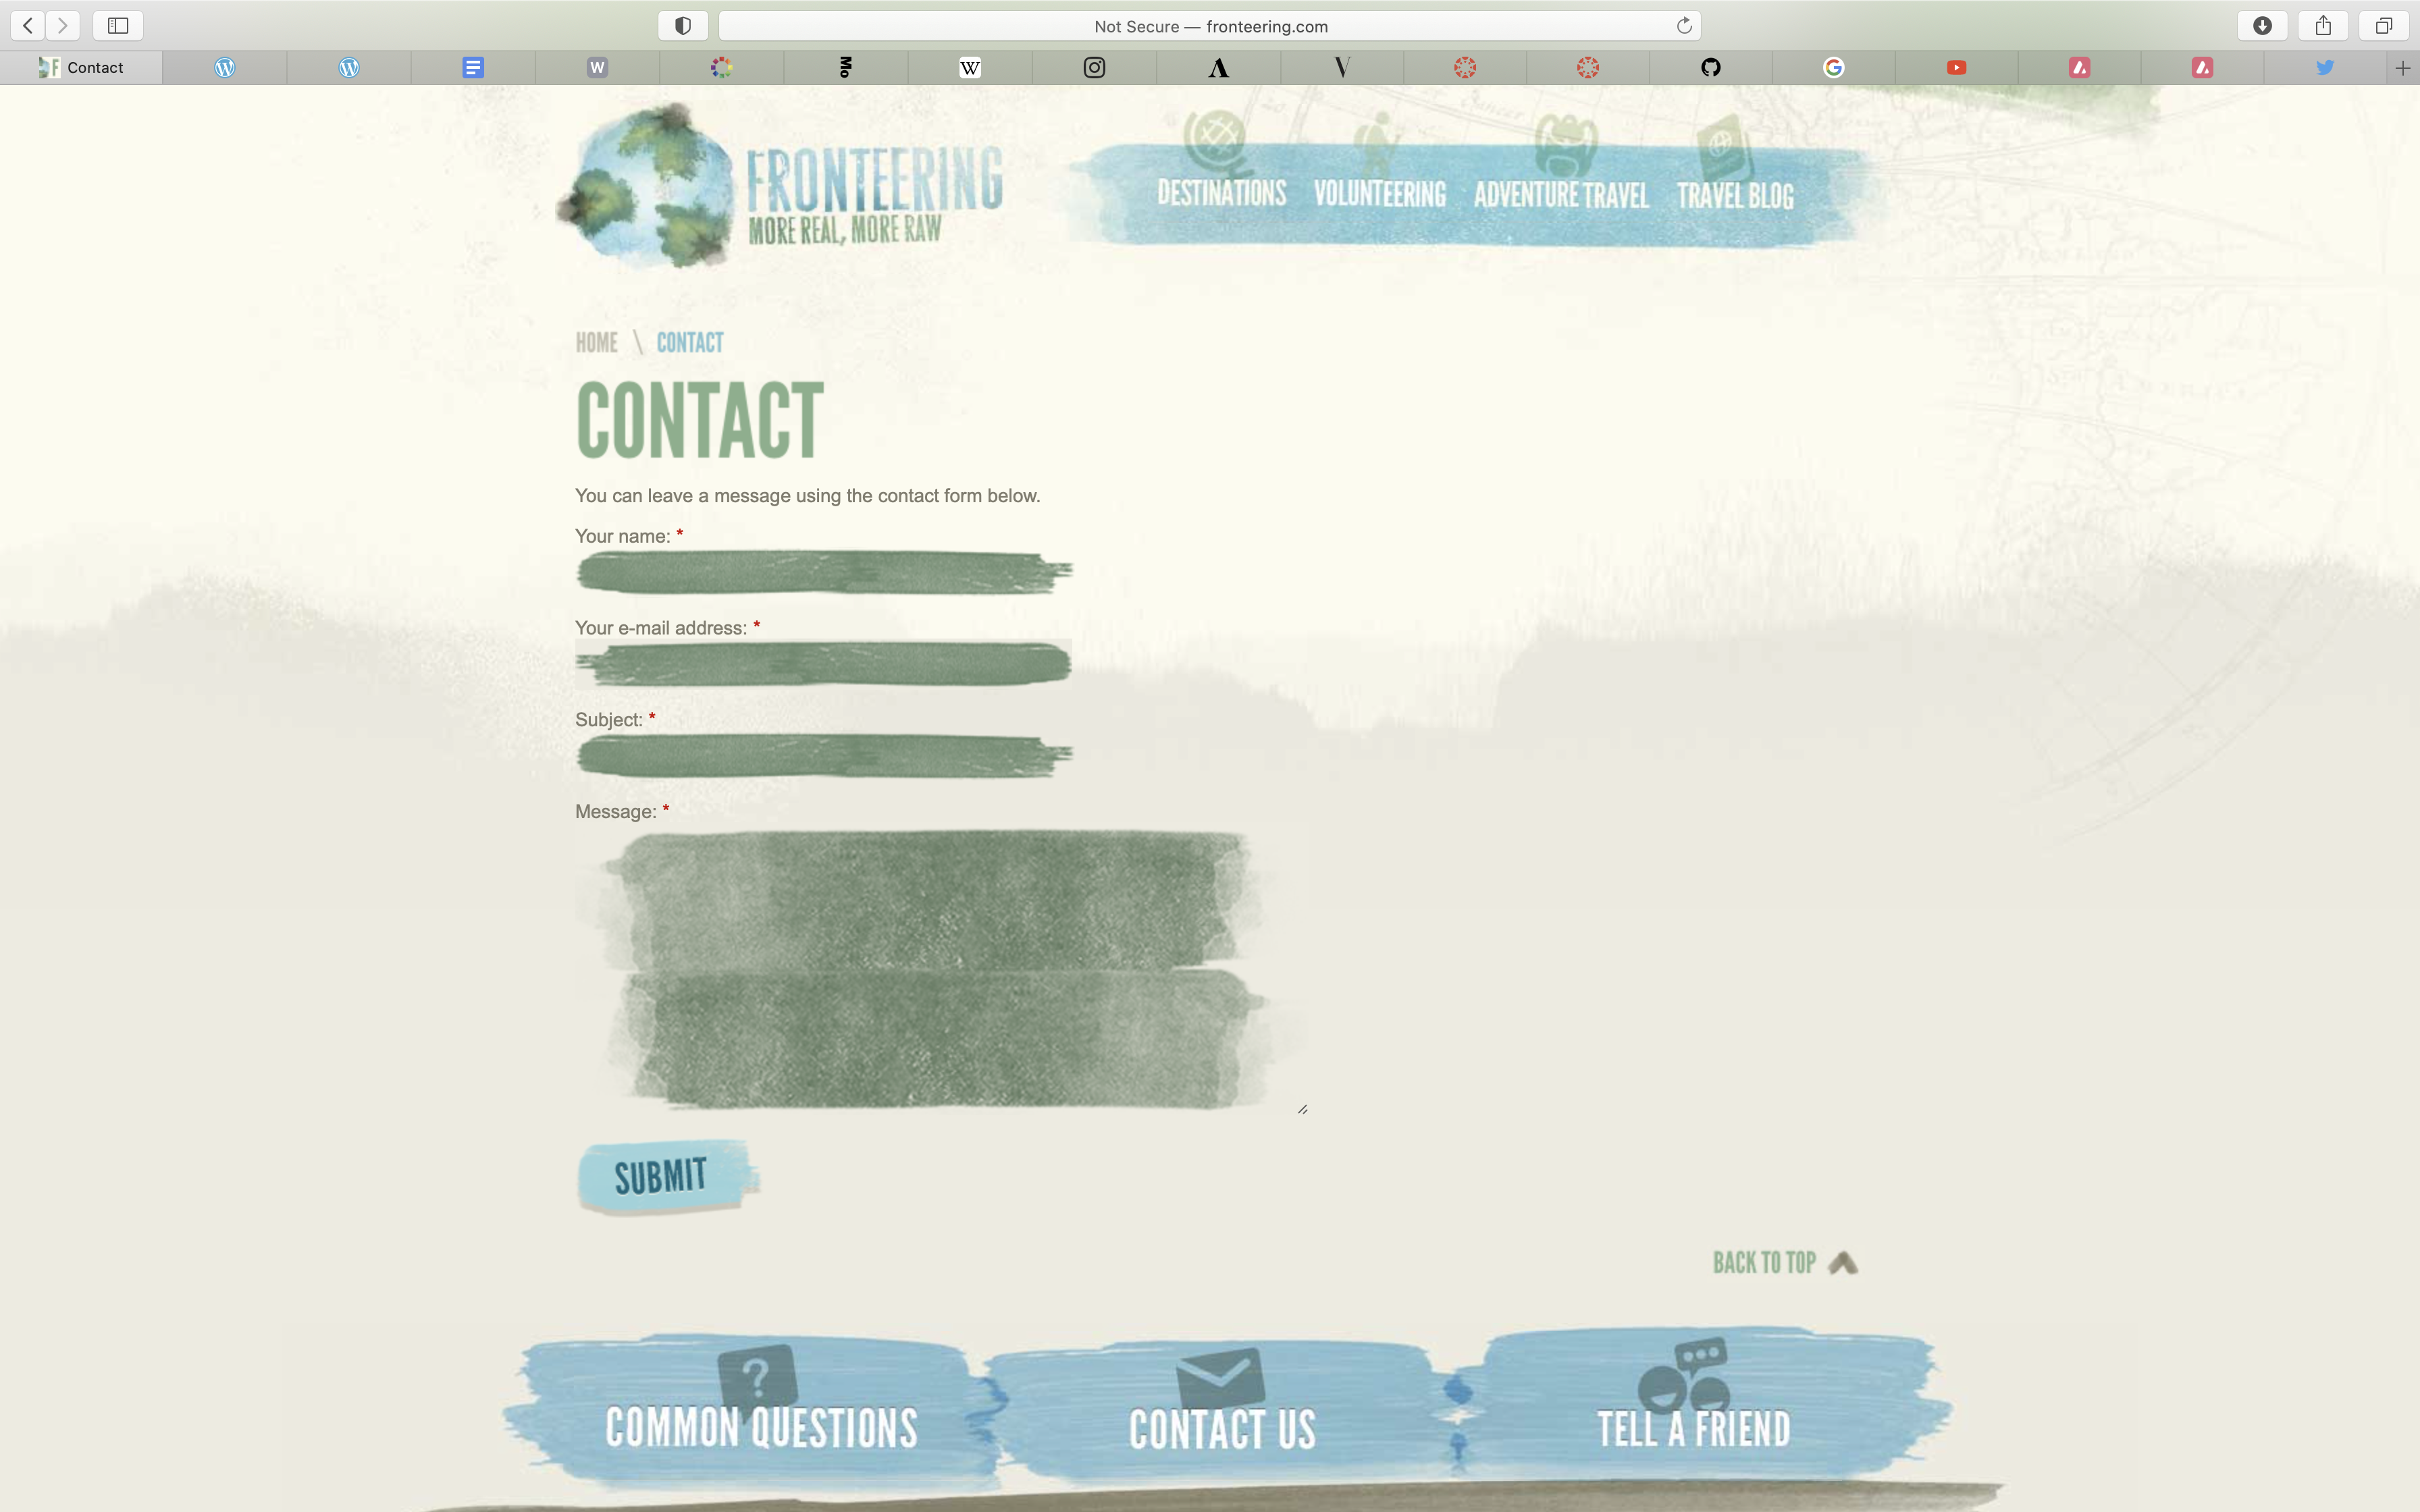 Not Secure — fronteering.com
Contact
FRONTEERING
MORE REAL, MORE RAW
DESTINATIONS VOLUNTEERING ADVENTURE TRAVEL TRAVEL BLOG
HOME \ CONTACT
CONTACT
You can leave a message using the contact form below.
Your name: *
Your e-mail address: *
Subject: *
Message: *
SUBMIT
BACK TO TOP
COMMON QUESTIONS
CONTACT US
TELL A FRIEND